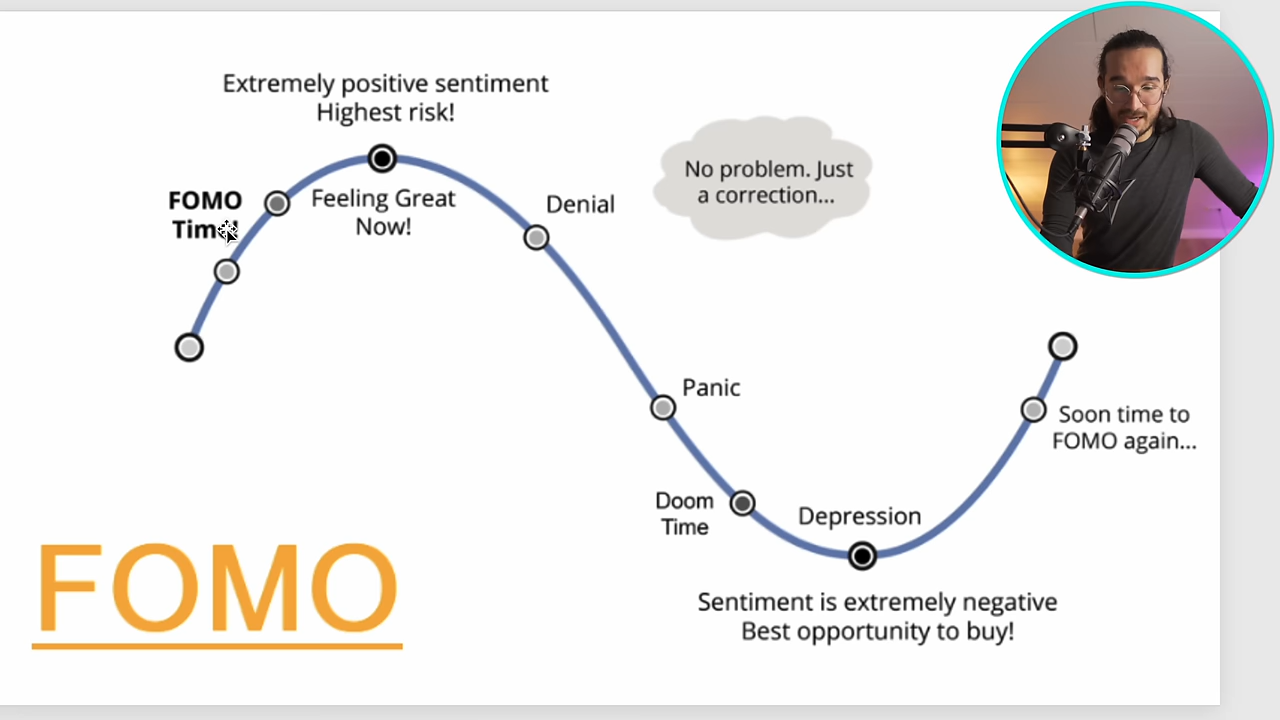 Extremely positive sentiment
Highest risk!
FOMO
Time!
Feeling Great
Now!
Denial
No problem. Just
a correction...
Panic
Soon time to
FOMO again...
Doom
Time
Depression
FOMO
Sentiment is extremely negative
Best opportunity to buy!